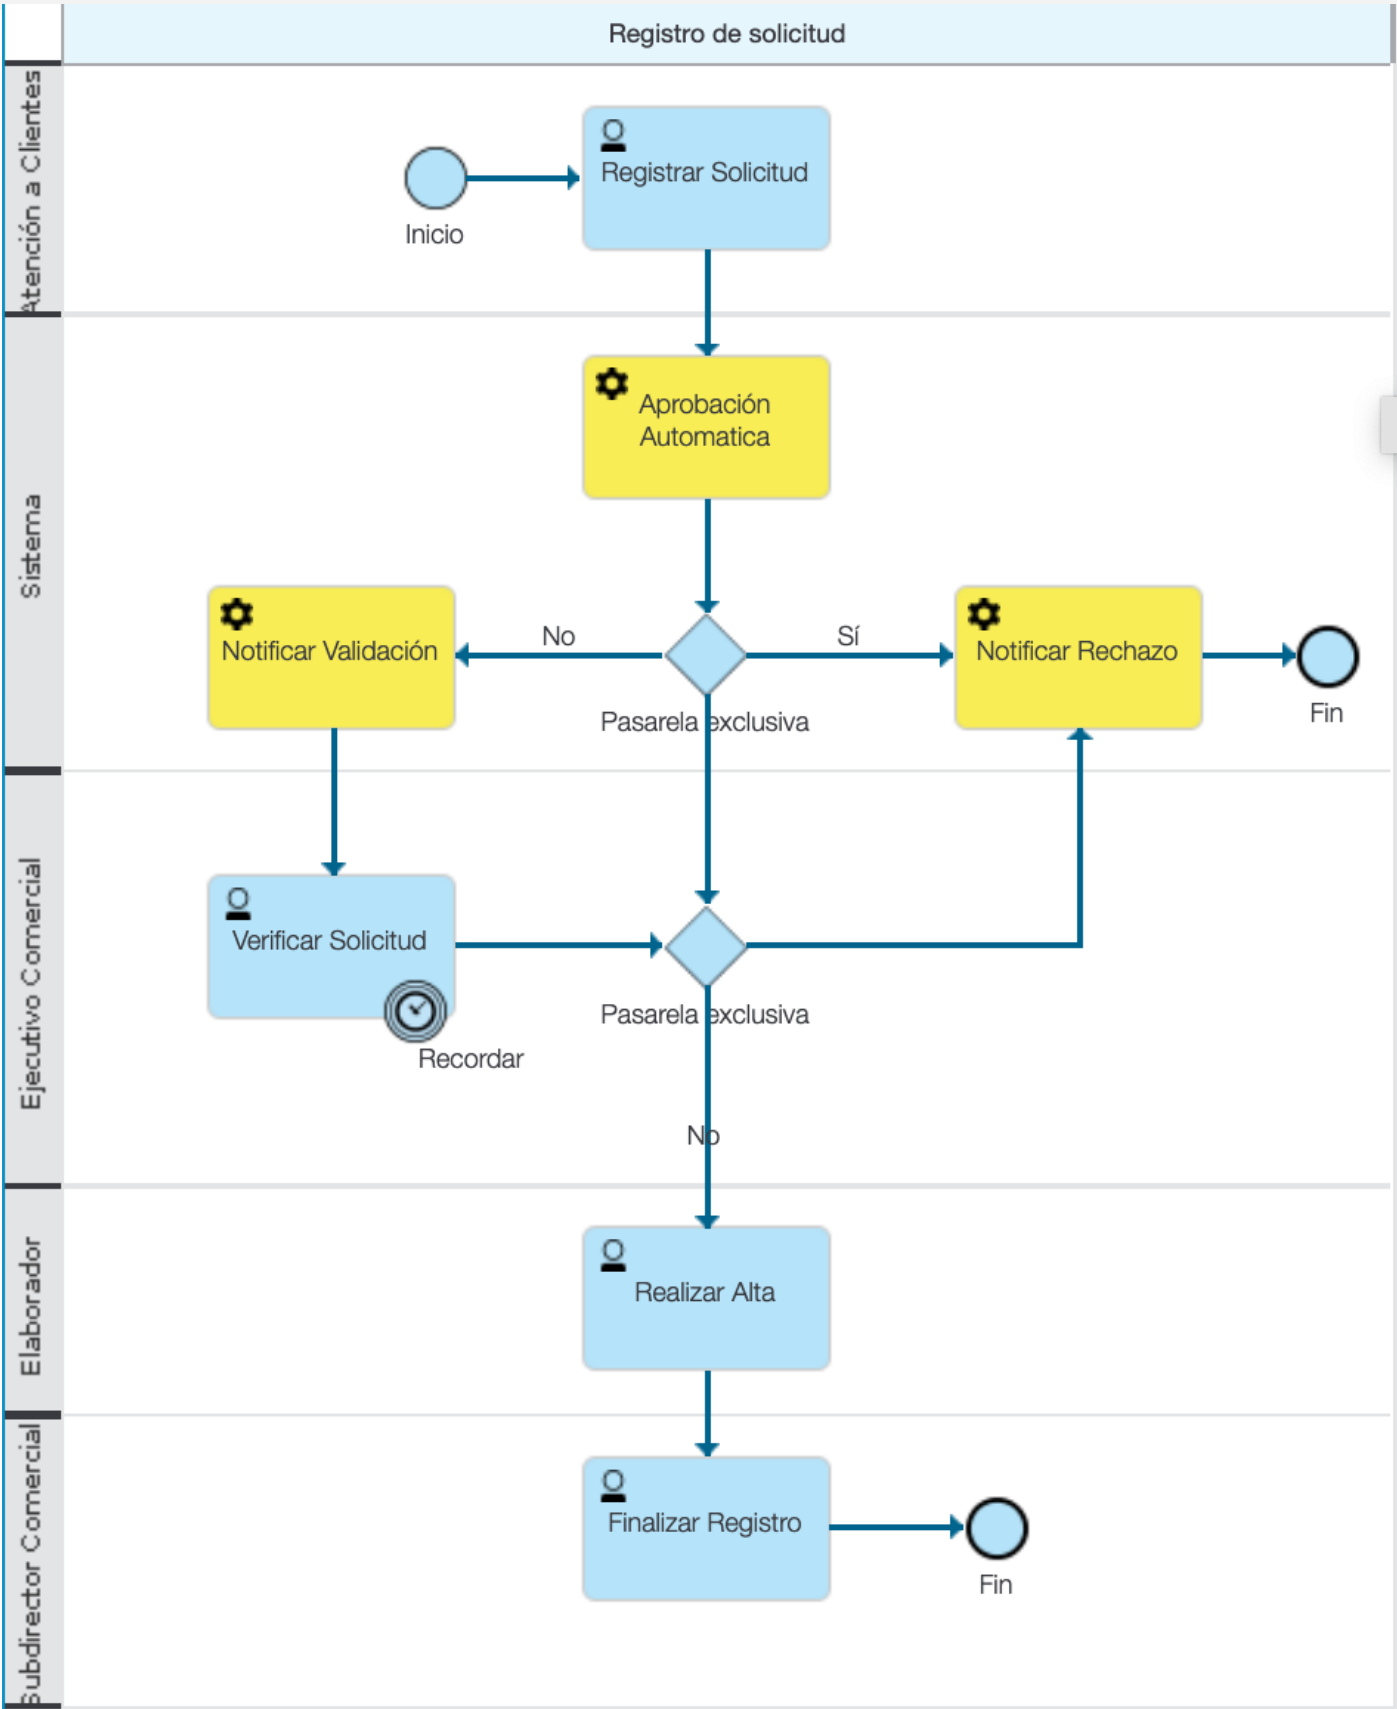 Registro de solicitud
Atención a Clientes
Inicio
Registrar Solicitud
Sistema
Aprobación
Automatica
Notificar Validación
No
Sí
Notificar Rechazo
Pasarela exclusiva
Fin
Ejecutivo Comercial
Verificar Solicitud
Recordar
Pasarela exclusiva
No
Elaborador
Realizar Alta
Subdirector Comercial
Finalizar Registro
Fin